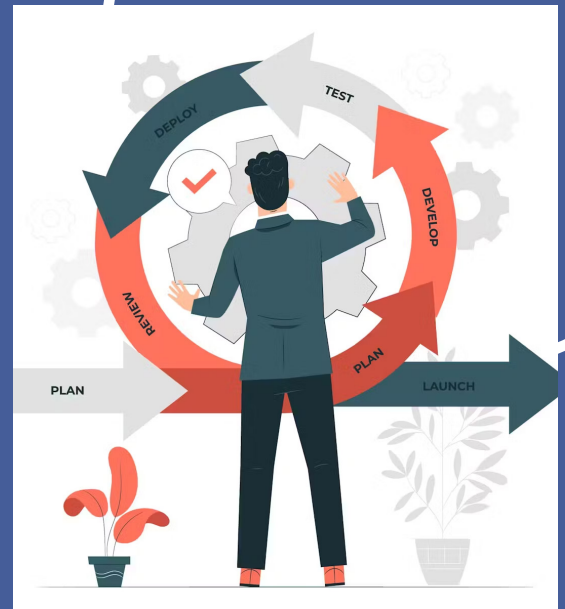 TEST
DEPLOY
DEVELOP
REVIEW
PLAN
PLAN
LAUNCH